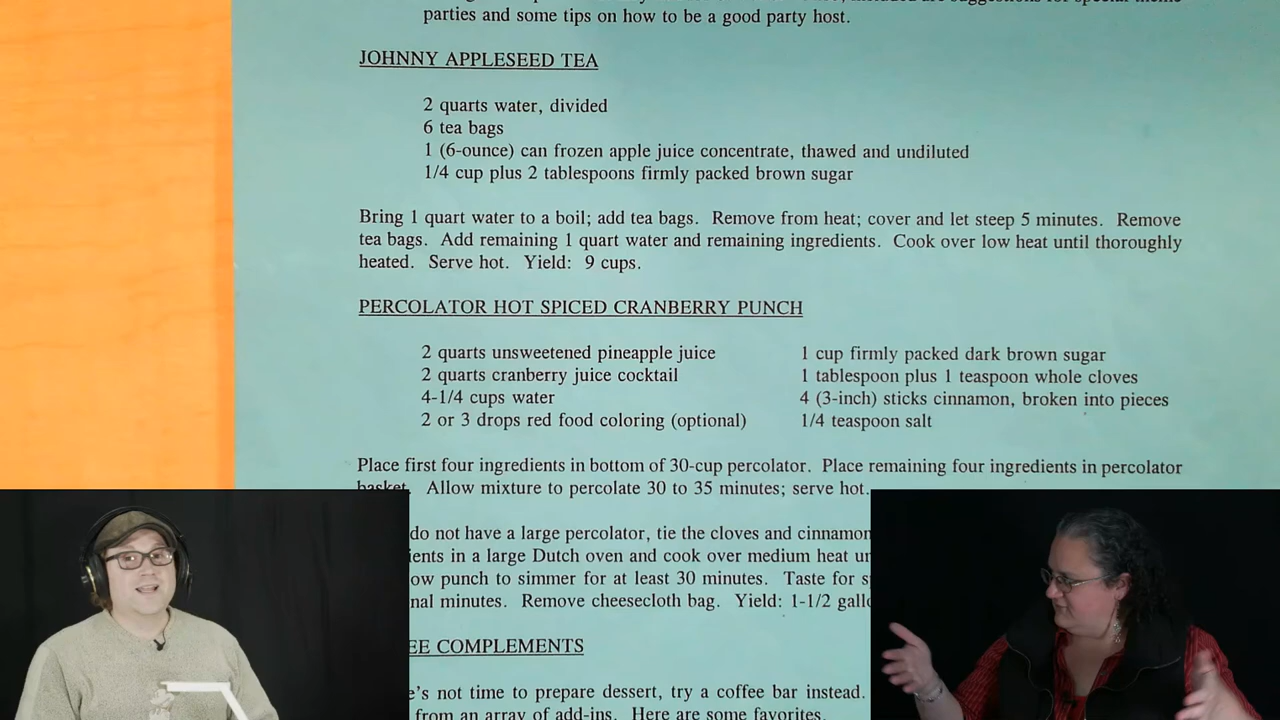 parties and some tips on how to be a good party host.
JOHNNY APPLESEED TEA
2 quarts water, divided
6 tea bags
1 (6-ounce) can frozen apple juice concentrate, thawed and undiluted
1/4 cup plus 2 tablespoons firmly packed brown sugar
Bring 1 quart water to a boil; add tea bags. Remove from heat; cover and let steep 5 minutes. Remove
tea bags. Add remaining 1 quart water and remaining ingredients. Cook over low heat until thoroughly
heated. Serve hot. Yield: 9 cups.
PERCOLATOR HOT SPICED CRANBERRY PUNCH
2 quarts unsweetened pineapple juice
2 quarts cranberry juice cocktail
4-1/4 cups water
2 or 3 drops red food coloring (optional)
1 cup firmly packed dark brown sugar
1 tablespoon plus 1 teaspoon whole cloves
4 (3-inch) sticks cinnamon, broken into pieces
1/4 teaspoon salt
Place first four ingredients in bottom of 30-cup percolator. Place remaining four ingredients in percolator
basket. Allow mixture to percolate 30 to 35 minutes; serve hot.
do not have a large percolator, tie the cloves and cinnamon
ients in a large Dutch oven and cook over medium heat
ow punch to simmer for at least 30 minutes. Taste for
nal minutes. Remove cheesecloth bag. Yield: 1-1/2
EE COMPLEMENTS
e's not time to prepare dessert, try a coffee bar instead.
from an array of add-ins. Here are some favorites.